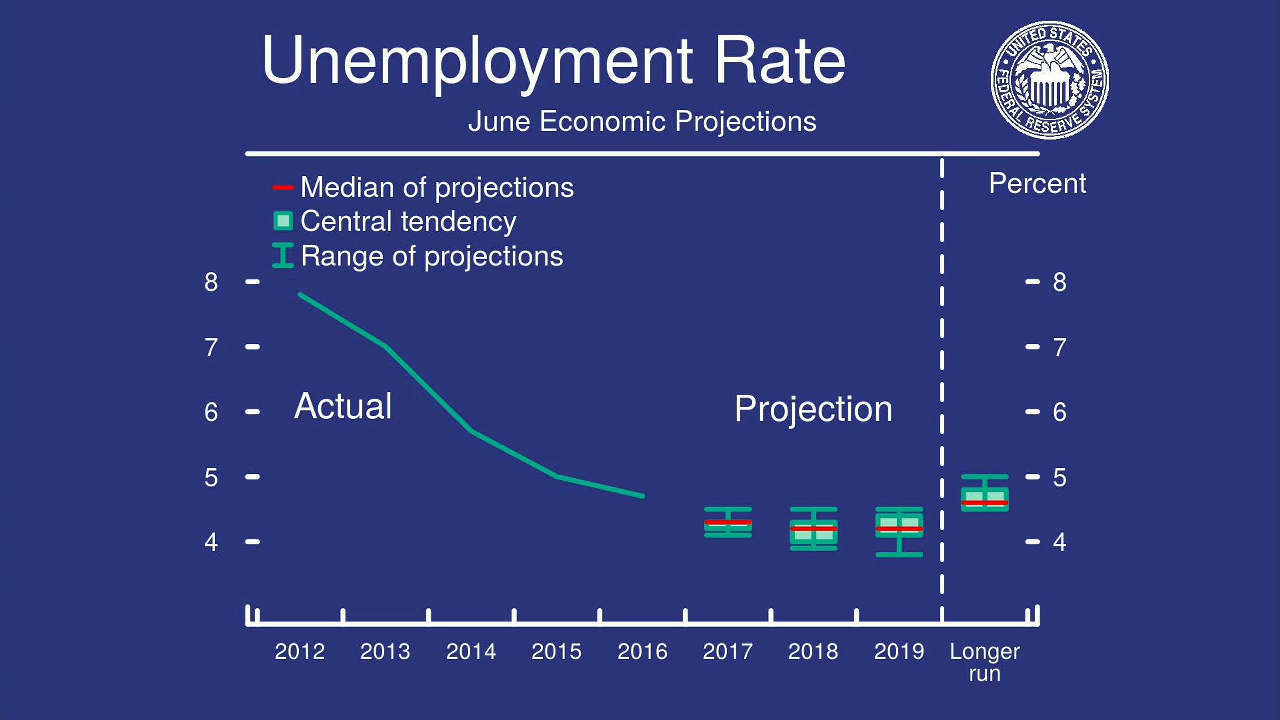 Unemployment Rate
June Economic Projections
UNITED STATES
FEDERAL RESERVE SYSTEM
Percent
Median of projections
Central tendency
Range of projections
8 8
7 7
Actual Projection
6 6
5 5
4 4
2012 2013 2014 2015 2016 2017 2018 2019 Longer
run